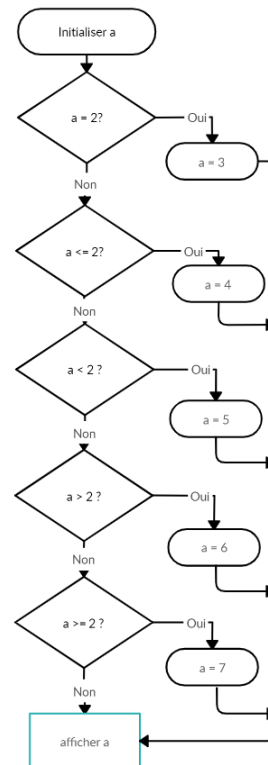 Initialiser a
a = 2?
Oui
a = 3
Non
a <= 2?
Oui
a = 4
Non
a < 2 ?
Oui
a = 5
Non
a > 2 ?
Oui
a = 6
Non
a >= 2 ?
Oui
a = 7
Non
afficher a